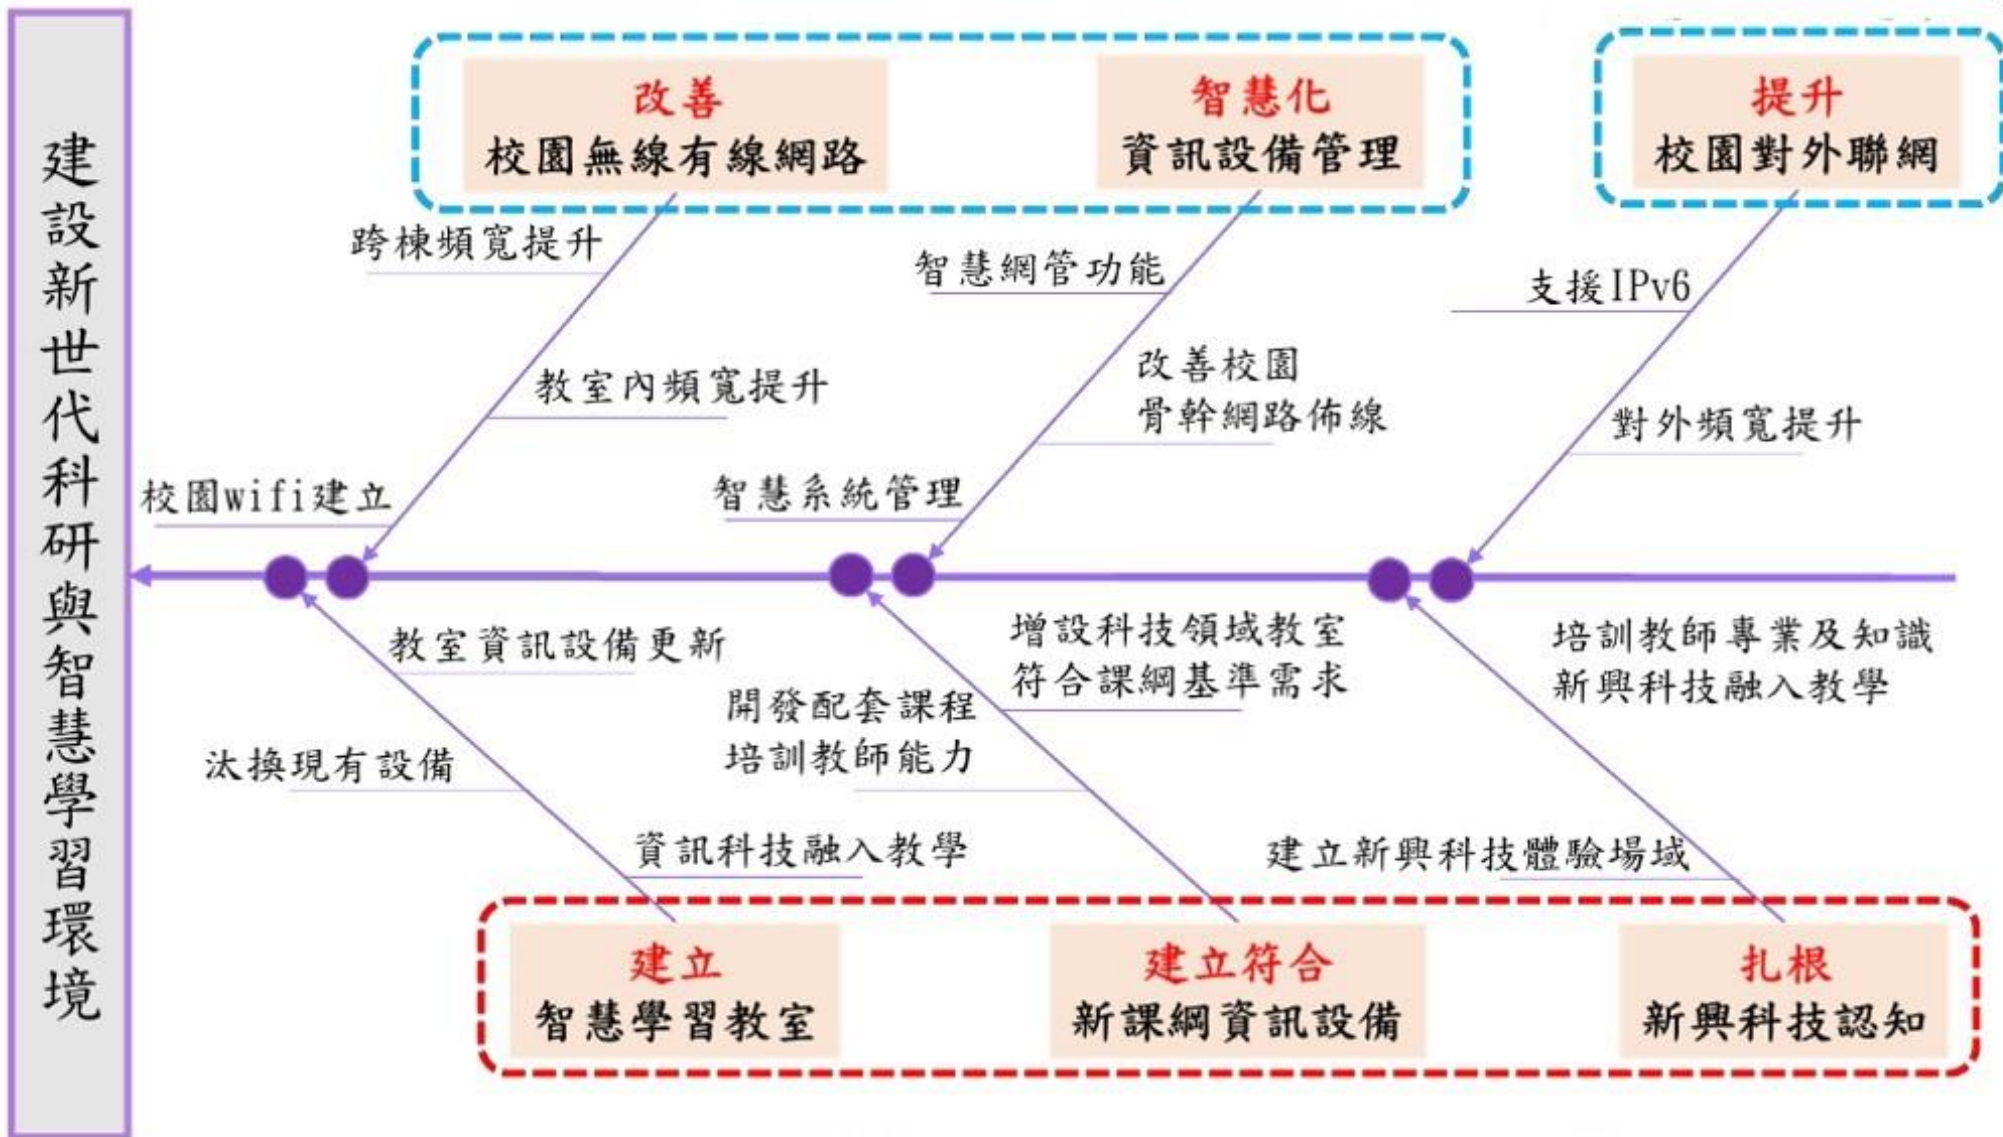 建設新世代科研與智慧學習環境
改善
校園無線有線網路
智慧化
資訊設備管理
提升
校園對外聯網
跨棟頻寬提升
教室內頻寬提升
校園wifi建立
智慧網管功能
改善校園
骨幹網路佈線
智慧系統管理
支援IPv6
對外頻寬提升
教室資訊設備更新
汰換現有設備
資訊科技融入教學
增設科技領域教室
符合課綱基準需求
開發配套課程
培訓教師能力
培訓教師專業及知識
新興科技融入教學
建立新興科技體驗場域
建立
智慧學習教室
建立符合
新課綱資訊設備
扎根
新興科技認知